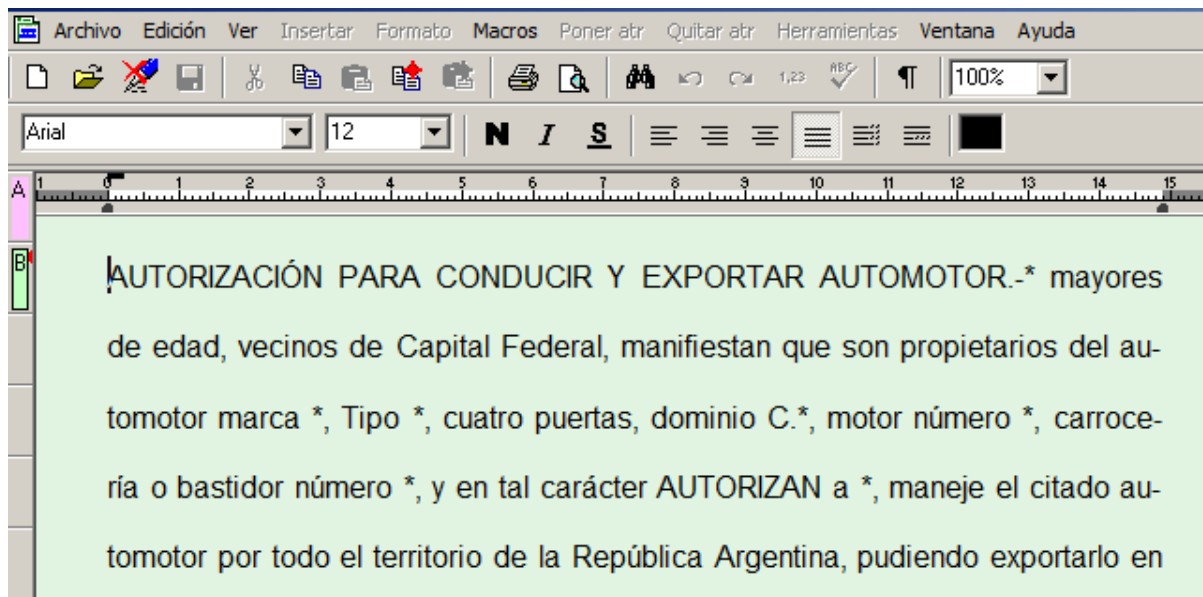 Archivo Edición Ver Insertar Formato Macros Poner atr Quitar atr Herramientas Ventana Ayuda
1,23 ABC ¶ 100%
Arial 12 N I S
A 1 0 1 2 3 4 5 6 7 8 9 10 11 12 13 14 15
B
AUTORIZACIÓN PARA CONDUCIR Y EXPORTAR AUTOMOTOR.-* mayores
de edad, vecinos de Capital Federal, manifiestan que son propietarios del au-
tomotor marca *, Tipo *, cuatro puertas, dominio C.*, motor número *, carroce-
ría o bastidor número *, y en tal carácter AUTORIZAN a *, maneje el citado au-
tomotor por todo el territorio de la República Argentina, pudiendo exportarlo en